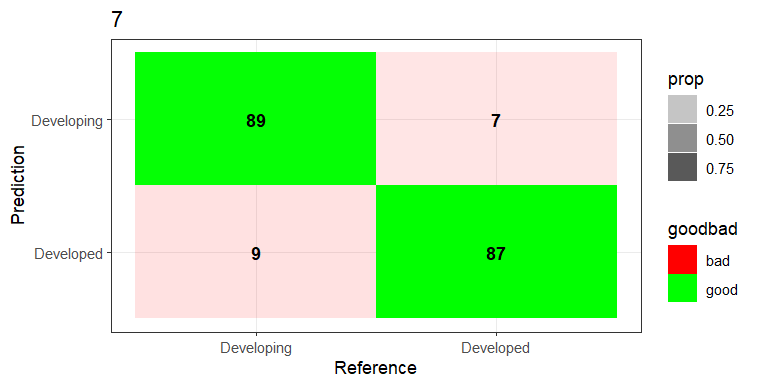 7
Prediction
Developing
Developed
89
7
9
87
Developing
Developed
Reference
prop
0.25
0.50
0.75
goodbad
bad
good